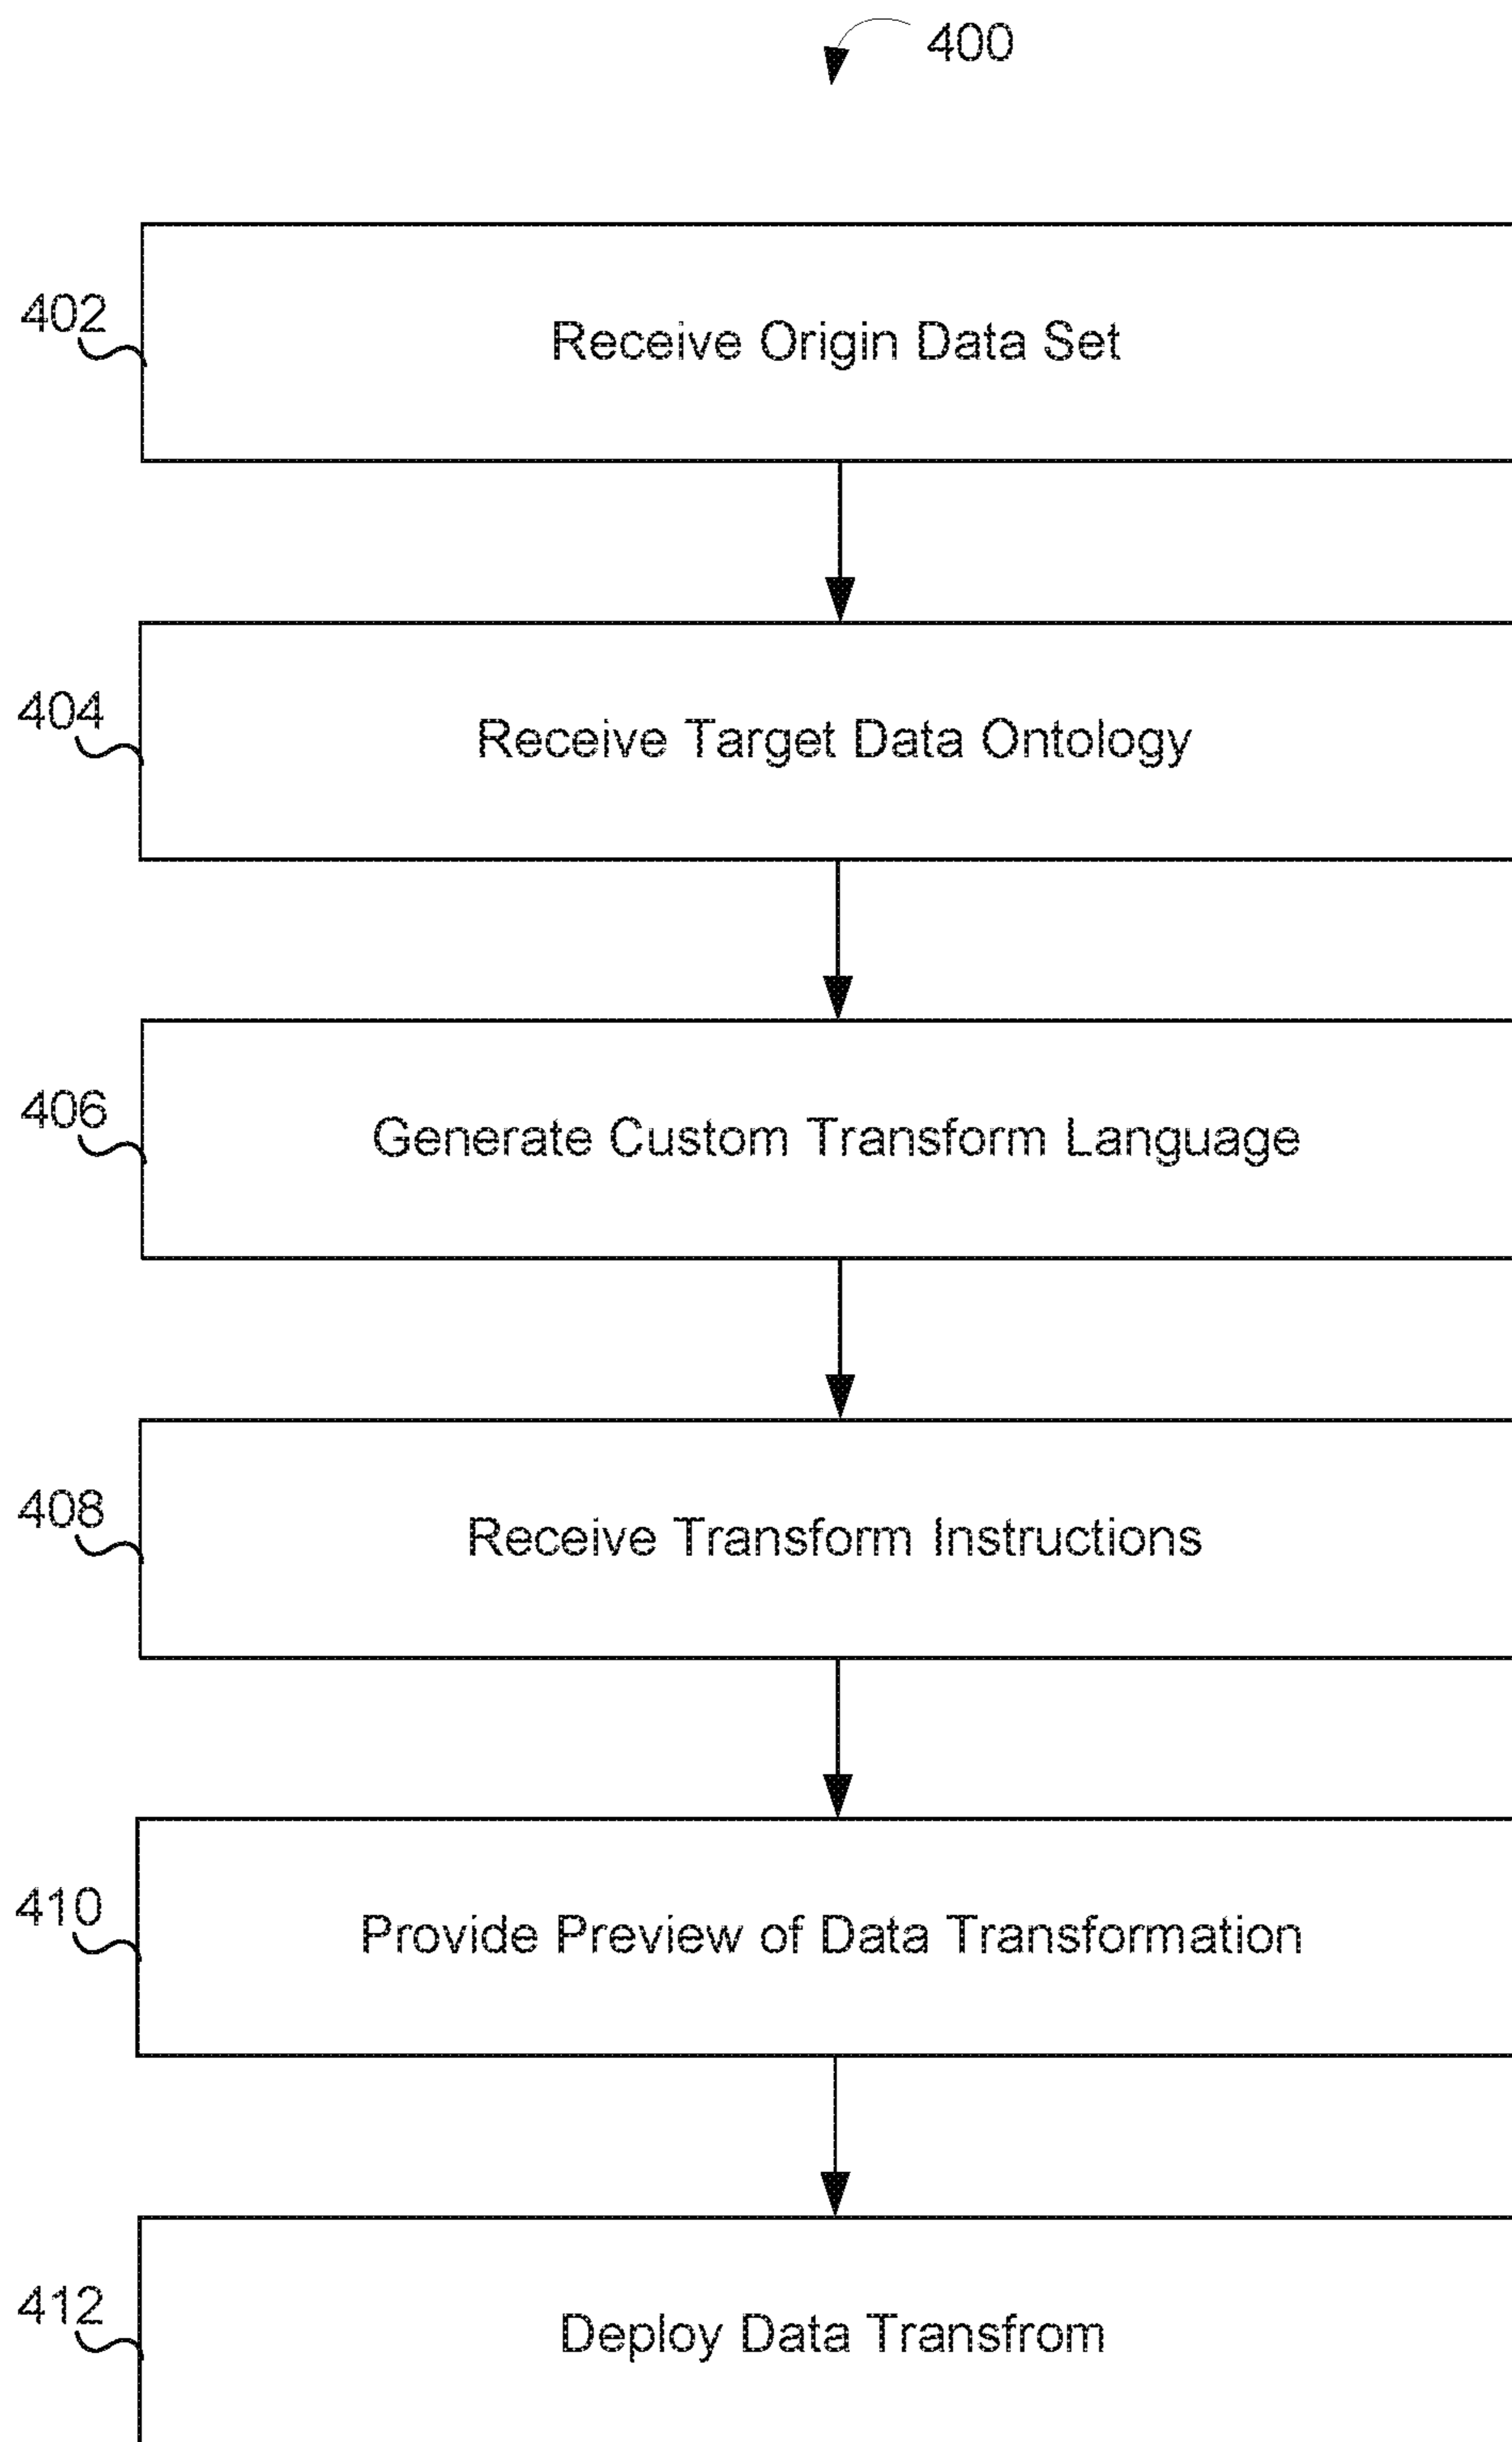 400
402
Receive Origin Data Set
404
Receive Target Data Ontology
406
Generate Custom Transform Language
408
Receive Transform Instructions
410
Provide Preview of Data Transformation
412
Deploy Data Transfrom